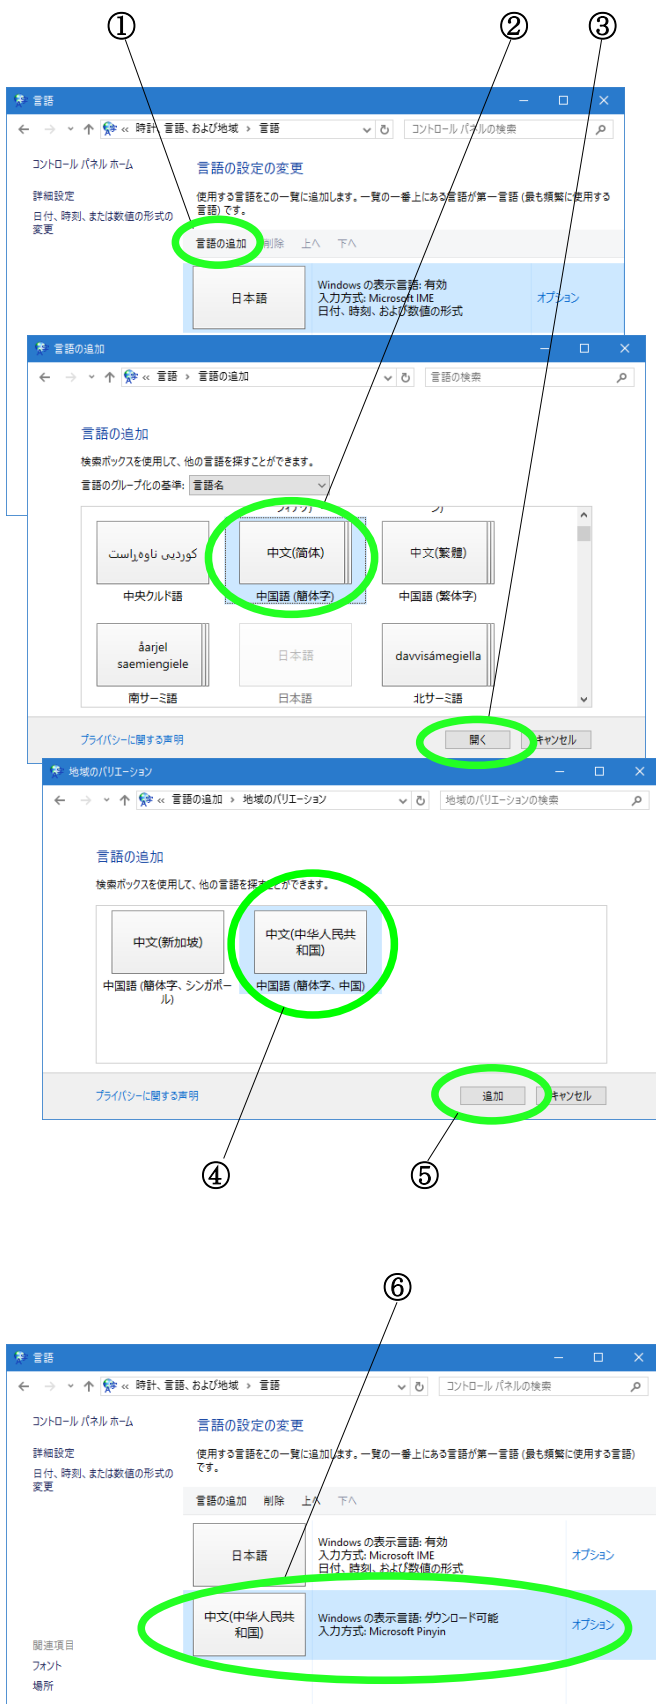 ① ② ③
言語
« 時計、言語、および地域 › 言語
コントロール パネルの検索
コントロール パネル ホーム
詳細設定
日付、時刻、または数値の形式の
変更
言語の設定の変更
使用する言語をこの一覧に追加します。一覧の一番上にある言語が第一言語 (最も頻繁に使用する
言語) です。
言語の追加 削除 上へ 下へ
日本語
Windows の表示言語: 有効
入力方式: Microsoft IME
日付、時刻、および数値の形式
オプション
言語の追加
« 言語 › 言語の追加
言語の検索
言語の追加
検索ボックスを使用して、他の言語を探すことができます。
言語のグループ化の基準: 言語名
کوردیی ناوەڕاست
中央クルド語
中文(简体)
中国語 (簡体字)
中文(繁體)
中国語 (繁体字)
åarjel
saemiengiele
南サーミ語
日本語
日本語
davvisámegiella
北サーミ語
プライバシーに関する声明
開く キャンセル
地域のバリエーション
« 言語の追加 › 地域のバリエーション
地域のバリエーションの検索
言語の追加
検索ボックスを使用して、他の言語を探すことができます。
中文(新加坡)
中国語 (簡体字、シンガポー
ル)
中文(中华人民共
和国)
中国語 (簡体字、中国)
プライバシーに関する声明
追加 キャンセル
④ ⑤
⑥
言語
« 時計、言語、および地域 › 言語
コントロール パネルの検索
コントロール パネル ホーム
詳細設定
日付、時刻、または数値の形式の
変更
言語の設定の変更
使用する言語をこの一覧に追加します。一覧の一番上にある言語が第一言語 (最も頻繁に使用する言語)
です。
言語の追加 削除 上へ 下へ
日本語
Windows の表示言語: 有効
入力方式: Microsoft IME
日付、時刻、および数値の形式
オプション
中文(中华人民共
和国)
Windows の表示言語: ダウンロード可能
入力方式: Microsoft Pinyin
オプション
関連項目
フォント
場所